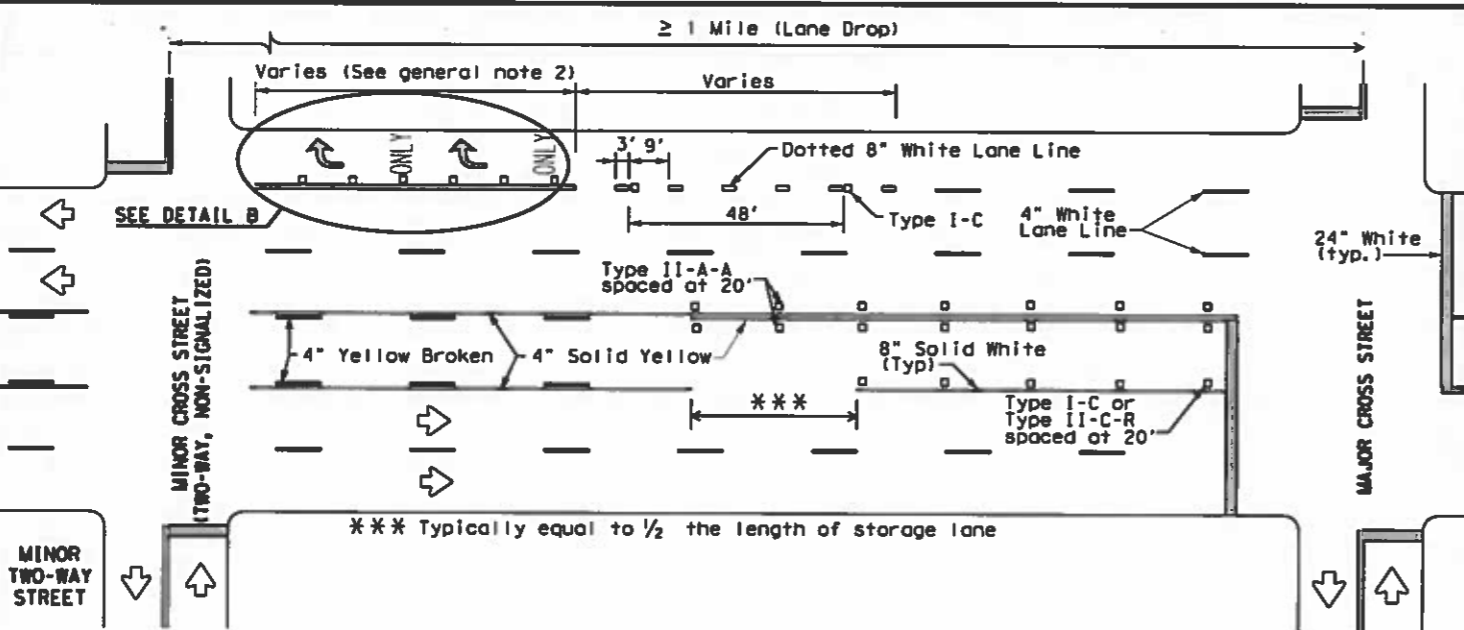 ≥ 1 Mile (Lane Drop)
Varies (See general note 2)
Varies
ONLY
ONLY
3' 9'
Dotted 8" White Lane Line
SEE DETAIL B
48'
Type I-C
4" White
Lane Line
24" White
(typ.)
Type II-A-A
spaced at 20'
4" Yellow Broken
4" Solid Yellow
8" Solid White
(Typ)
***
Type I-C or
Type II-C-R
spaced at 20'
MINOR CROSS STREET
(TWO-WAY, NON-SIGNALIZED)
MAJOR CROSS STREET
*** Typically equal to ½ the length of storage lane
MINOR
TWO-WAY
STREET